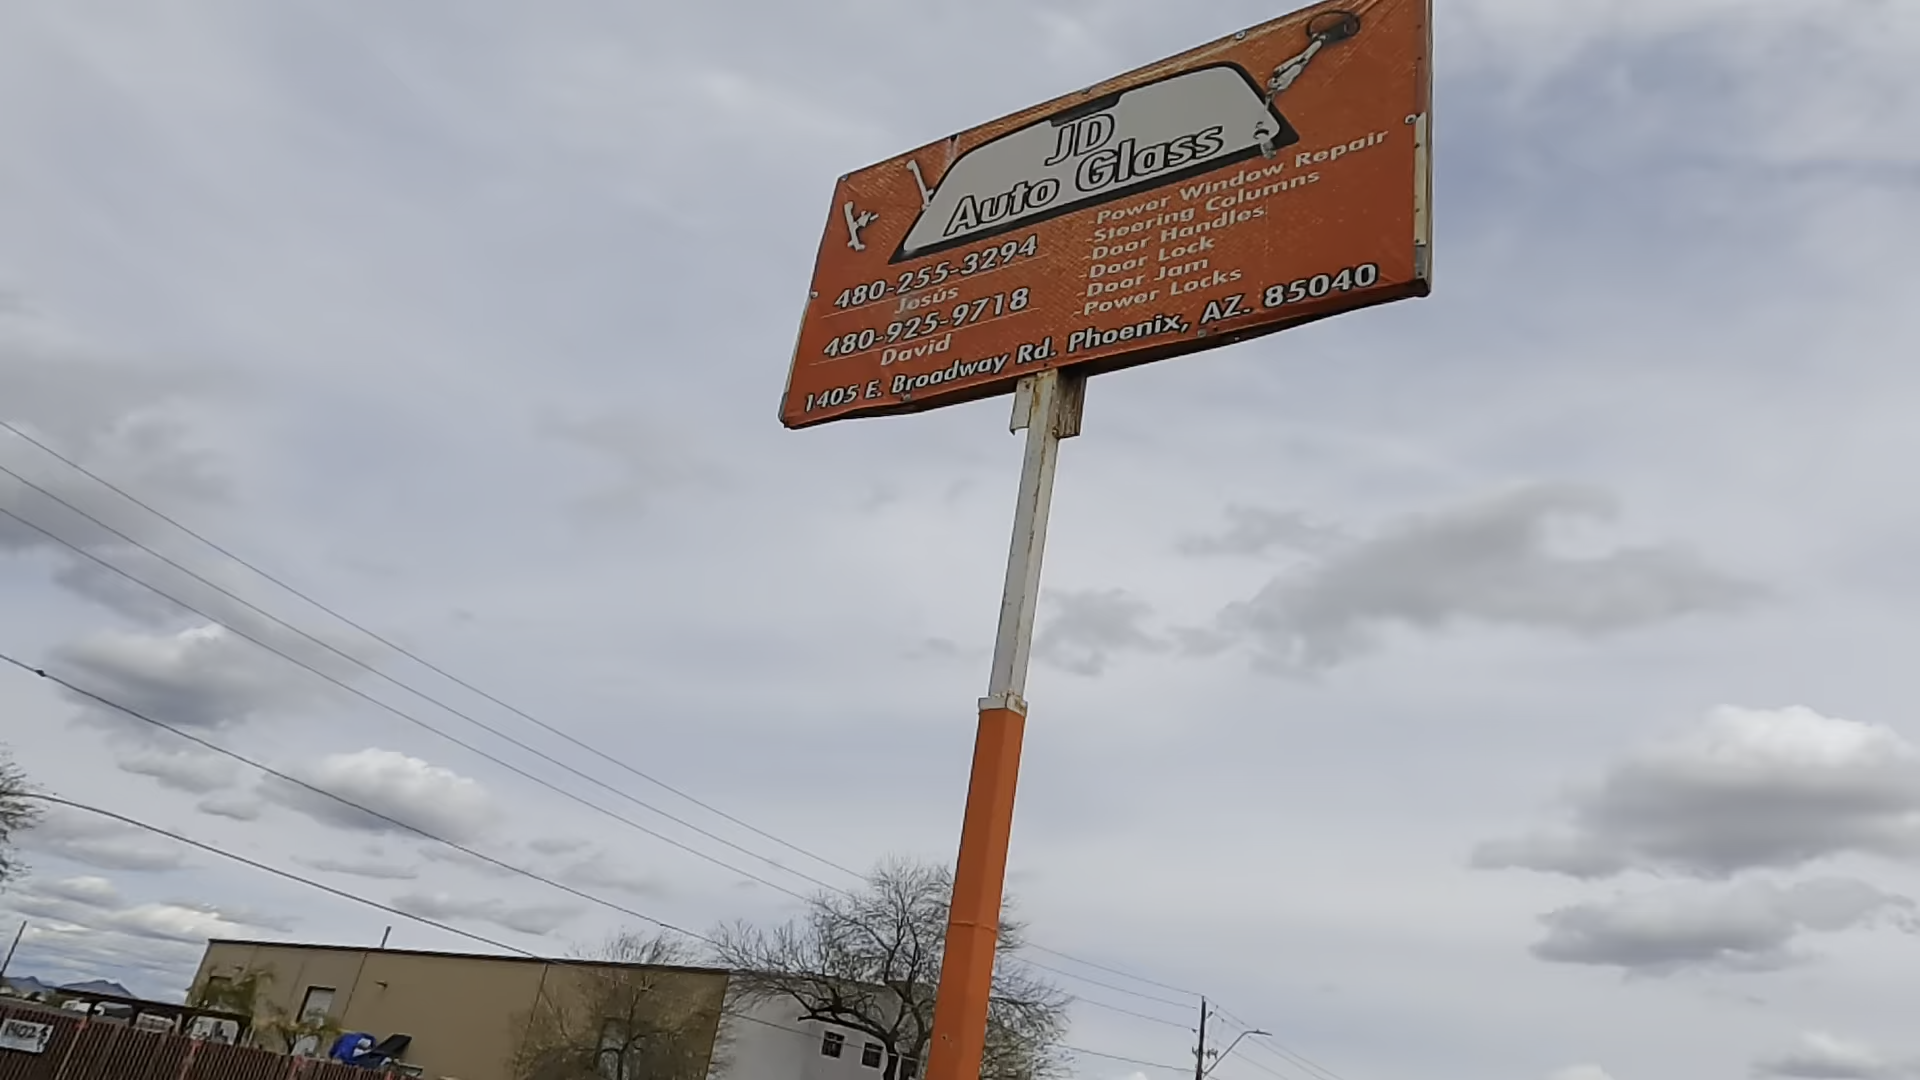 JD
Auto Glass
480-255-3294
Jesús
480-925-9718
David
-Power Window Repair
-Steering Columns
-Door Handles
-Door Lock
-Door Jam
-Power Locks
1405 E. Broadway Rd. Phoenix, AZ. 85040